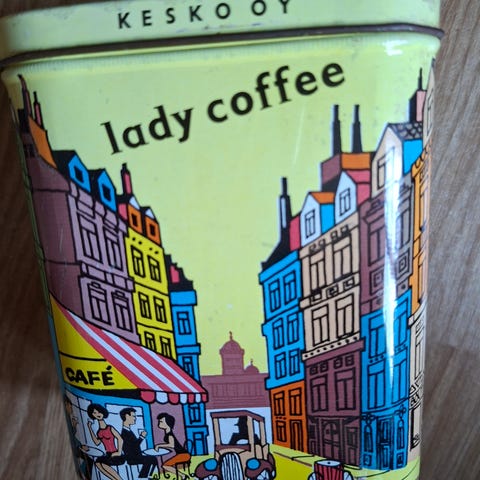 KESKO OY
lady coffee
CAFÉ